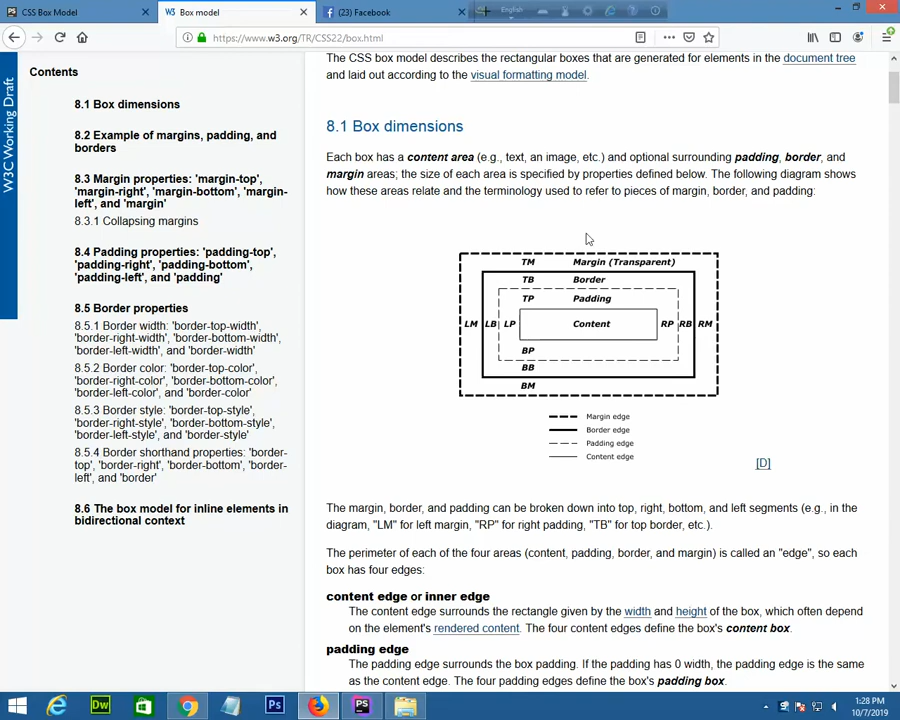 CSS Box Model
Box model
(23) Facebook
English
https://www.w3.org/TR/CSS22/box.html
W3C Working Draft
Contents
8.1 Box dimensions
8.2 Example of margins, padding, and
borders
8.3 Margin properties: 'margin-top',
'margin-right', 'margin-bottom', 'margin-
left', and 'margin'
8.3.1 Collapsing margins
8.4 Padding properties: 'padding-top',
'padding-right', 'padding-bottom',
'padding-left', and 'padding'
8.5 Border properties
8.5.1 Border width: 'border-top-width',
'border-right-width', 'border-bottom-width',
'border-left-width', and 'border-width'
8.5.2 Border color: 'border-top-color',
'border-right-color', 'border-bottom-color',
'border-left-color', and 'border-color'
8.5.3 Border style: 'border-top-style',
'border-right-style', 'border-bottom-style',
'border-left-style', and 'border-style'
8.5.4 Border shorthand properties: 'border-
top', 'border-right', 'border-bottom', 'border-
left', and 'border'
8.6 The box model for inline elements in
bidirectional context
The CSS box model describes the rectangular boxes that are generated for elements in the document tree
and laid out according to the visual formatting model.
8.1 Box dimensions
Each box has a content area (e.g., text, an image, etc.) and optional surrounding padding, border, and
margin areas; the size of each area is specified by properties defined below. The following diagram shows
how these areas relate and the terminology used to refer to pieces of margin, border, and padding:
TM Margin (Transparent)
TB Border
TP Padding
LM LB LP Content RP RB RM
BP
BB
BM
Margin edge
Border edge
Padding edge
Content edge
[D]
The margin, border, and padding can be broken down into top, right, bottom, and left segments (e.g., in the
diagram, "LM" for left margin, "RP" for right padding, "TB" for top border, etc.).
The perimeter of each of the four areas (content, padding, border, and margin) is called an "edge", so each
box has four edges:
content edge or inner edge
The content edge surrounds the rectangle given by the width and height of the box, which often depend
on the element's rendered content. The four content edges define the box's content box.
padding edge
The padding edge surrounds the box padding. If the padding has 0 width, the padding edge is the same
as the content edge. The four padding edges define the box's padding box.
Dw
Ps
PS
1:28 PM
10/7/2019